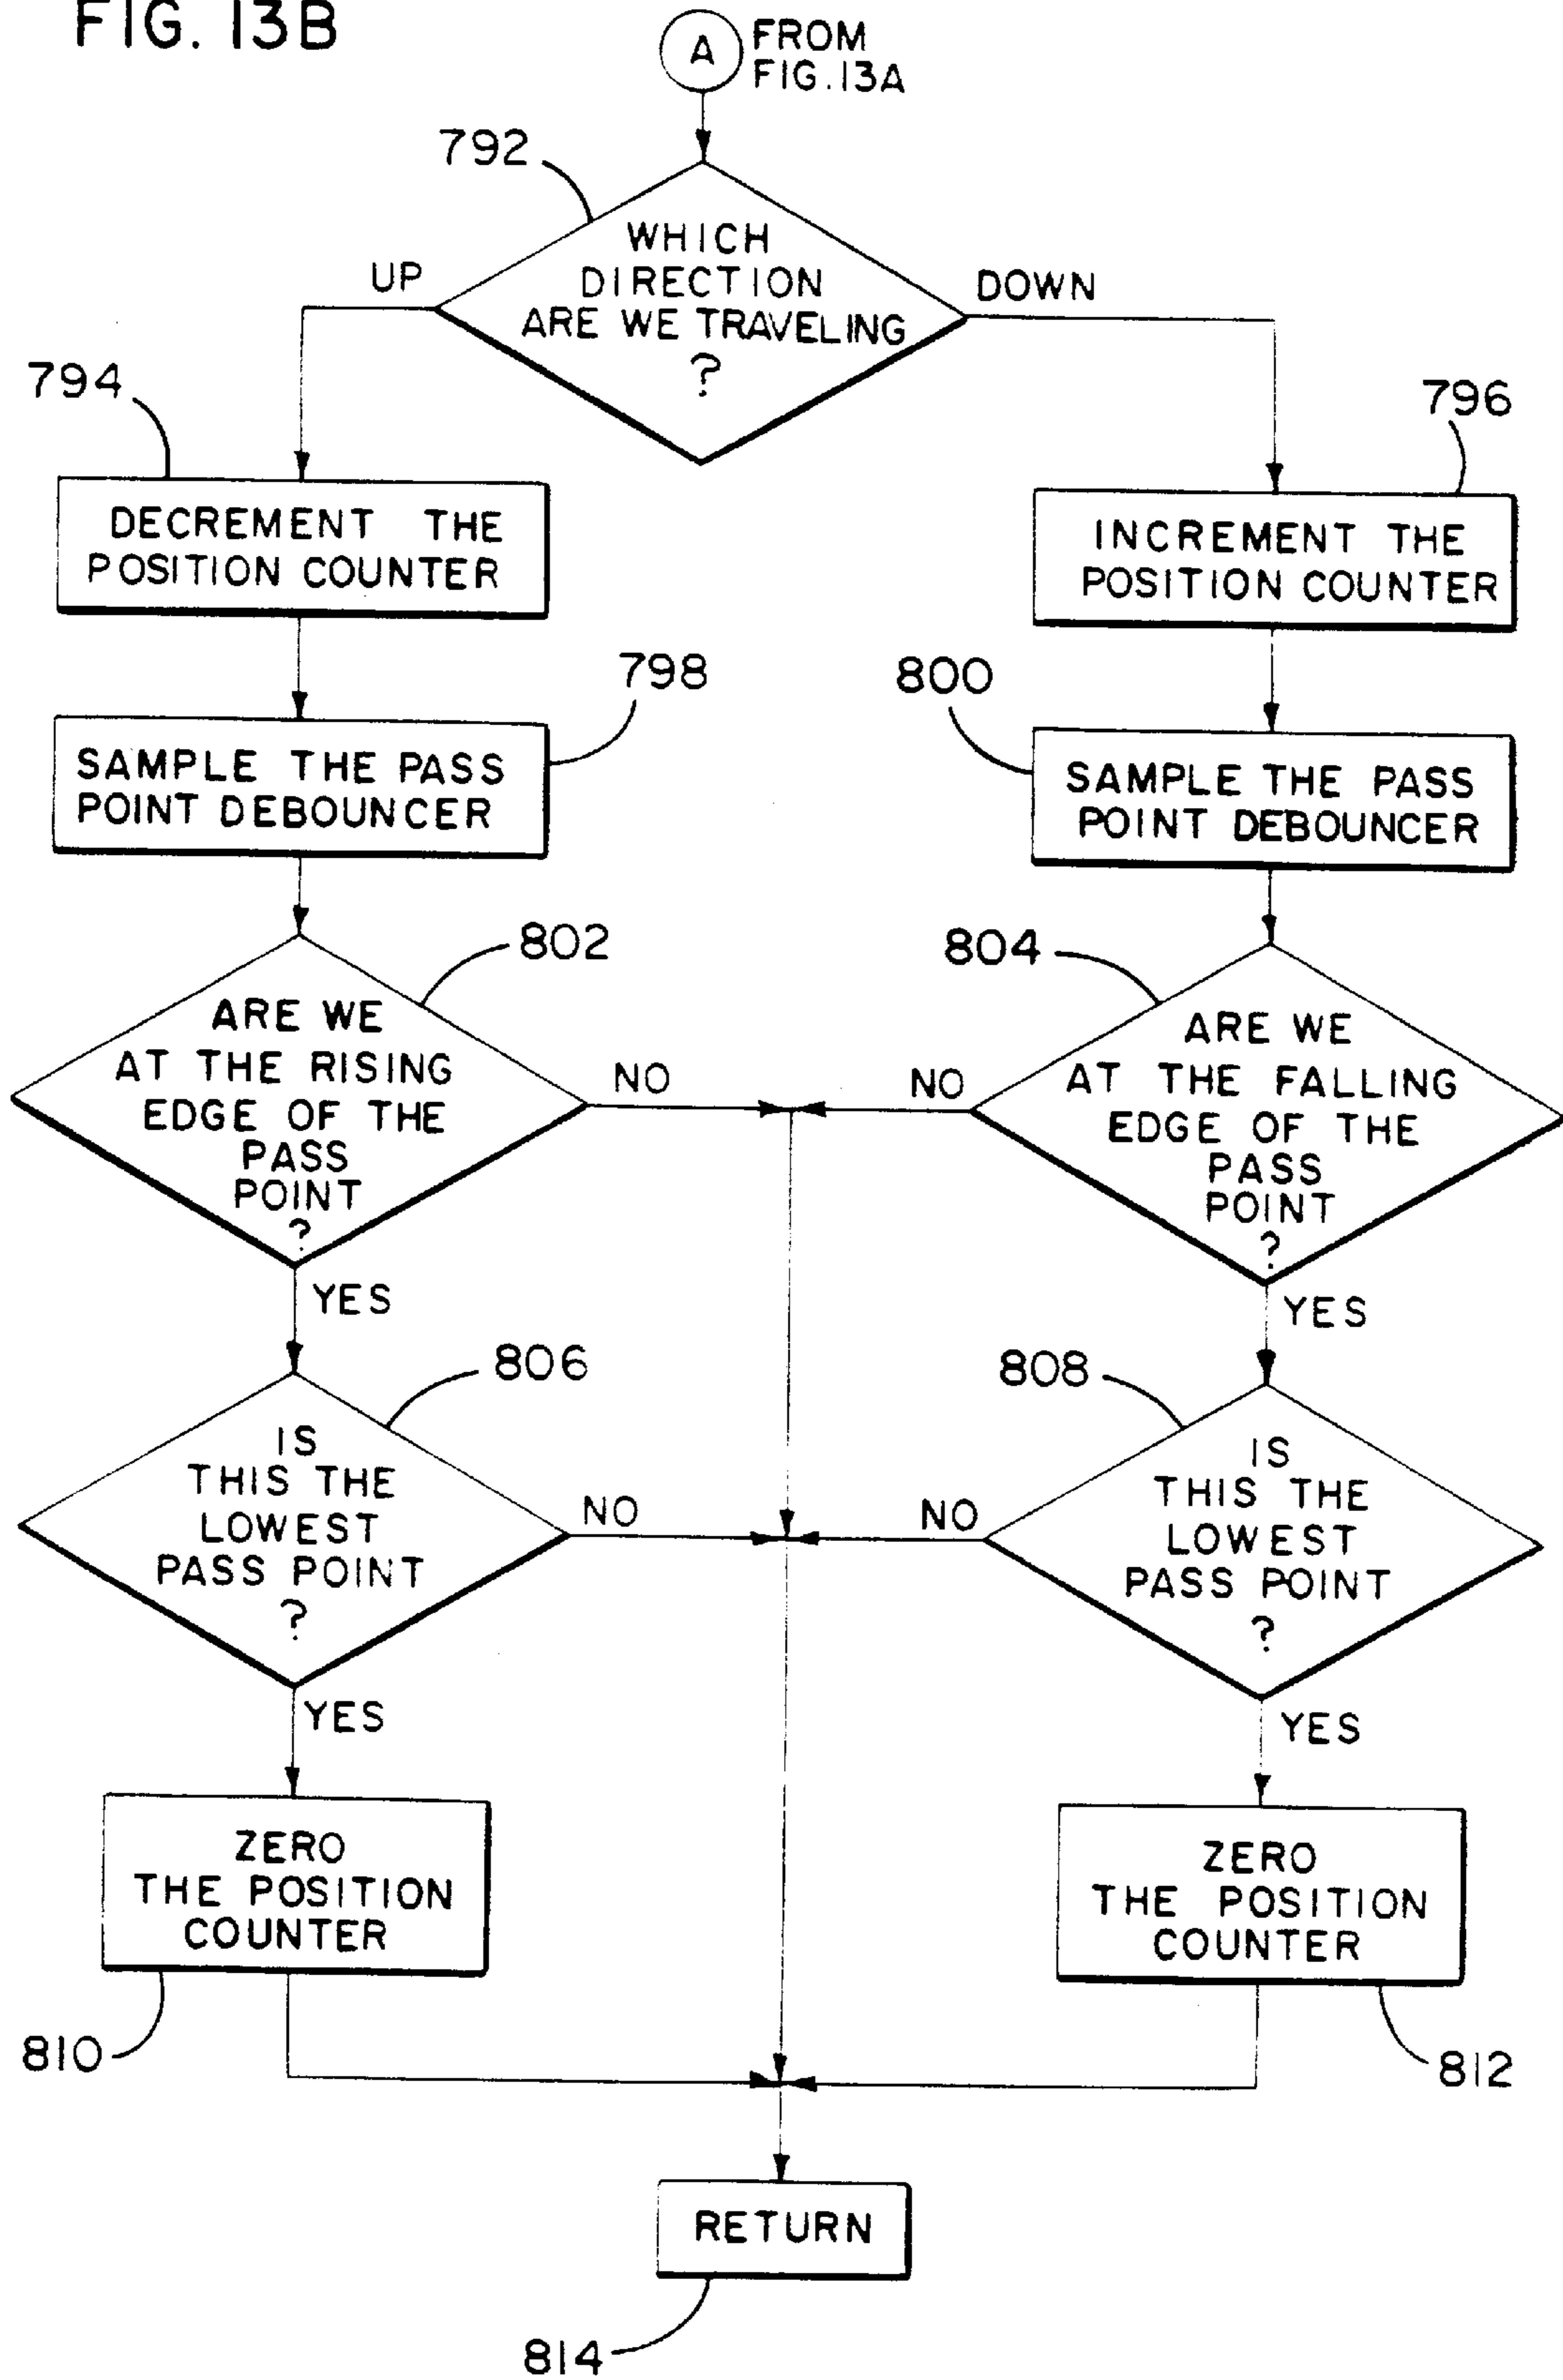 FIG. 13B
A
FROM
FIG. 13A
792
WHICH
DIRECTION
ARE WE TRAVELING
?
UP
DOWN
794
796
DECREMENT THE
POSITION COUNTER
INCREMENT THE
POSITION COUNTER
798
800
SAMPLE THE PASS
POINT DEBOUNCER
SAMPLE THE PASS
POINT DEBOUNCER
802
804
ARE WE
AT THE RISING
EDGE OF THE
PASS
POINT
?
NO
NO
ARE WE
AT THE FALLING
EDGE OF THE
PASS
POINT
?
YES
YES
806
808
IS
THIS THE
LOWEST
PASS POINT
?
NO
NO
IS
THIS THE
LOWEST
PASS POINT
?
YES
YES
ZERO
THE POSITION
COUNTER
ZERO
THE POSITION
COUNTER
810
812
RETURN
814